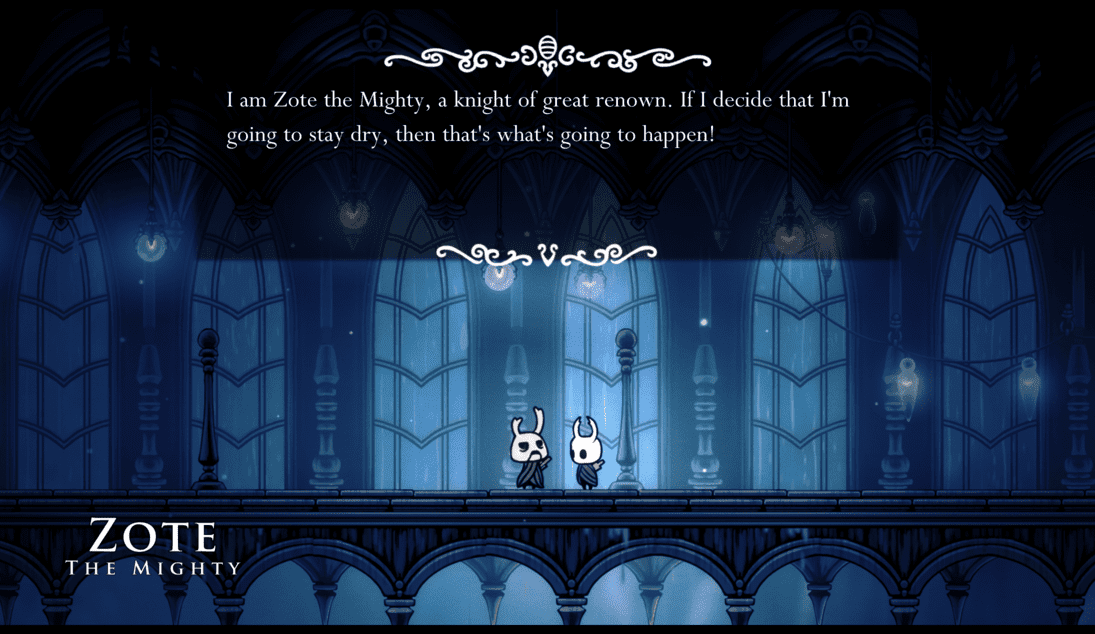 I am Zote the Mighty, a knight of great renown. If I decide that I'm
going to stay dry, then that's what's going to happen!
ZOTE
THE MIGHTY